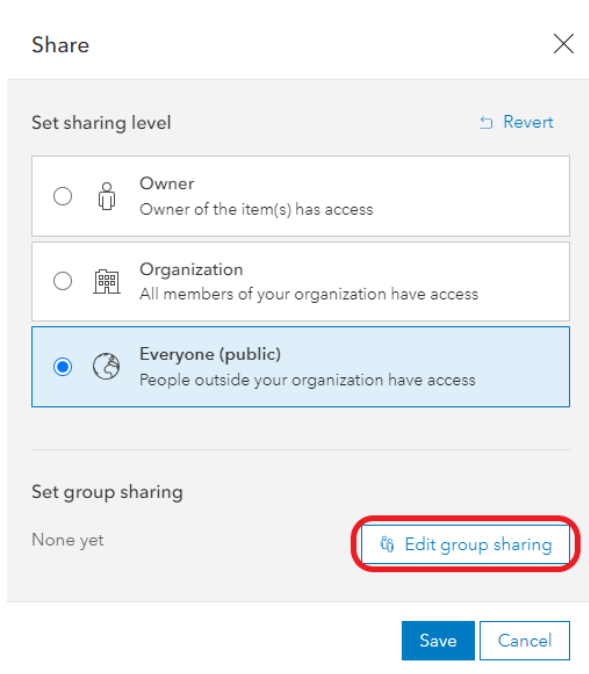 Share
Set sharing level
Revert
Owner
Owner of the item(s) has access
Organization
All members of your organization have access
Everyone (public)
People outside your organization have access
Set group sharing
None yet
Edit group sharing
Save
Cancel